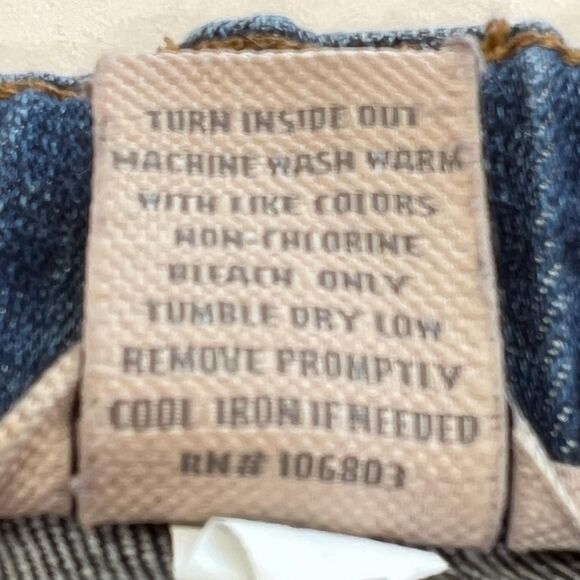 TURN INSIDE OUT
MACHINE WASH WARM
WITH LIKE COLORS
NON-CHLORINE
BLEACH ONLY
TUMBLE DRY LOW
REMOVE PROMPTLY
COOL IRON IF NEEDED
RN# 106803